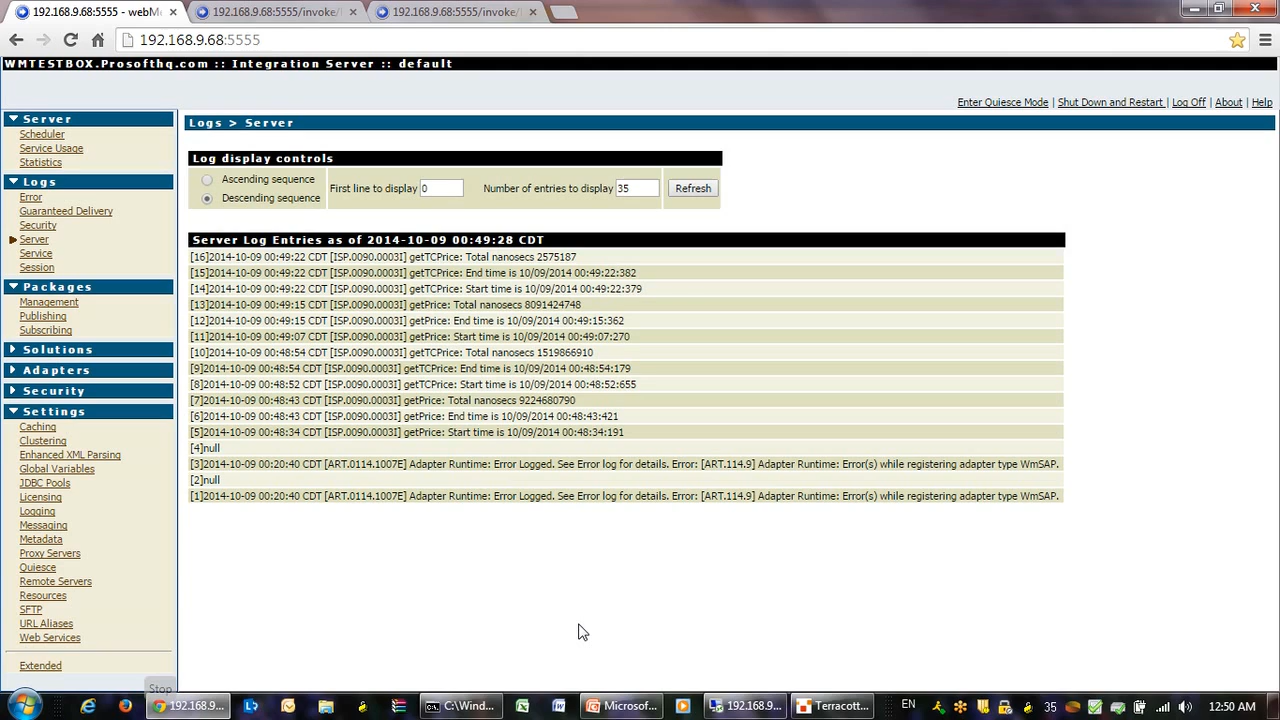 192.168.9.68:5555 - webM
192.168.9.68:5555/invoke/
192.168.9.68:5555/invoke/
192.168.9.68:5555
WMTESTBOX.Prosofthq.com :: Integration Server :: default
Enter Quiesce Mode | Shut Down and Restart | Log Off | About | Help
Server
Scheduler
Service Usage
Statistics
Logs
Error
Guaranteed Delivery
Security
Server
Service
Session
Packages
Management
Publishing
Subscribing
Solutions
Adapters
Security
Settings
Caching
Clustering
Enhanced XML Parsing
Global Variables
JDBC Pools
Licensing
Logging
Messaging
Metadata
Proxy Servers
Quiesce
Remote Servers
Resources
SFTP
URL Aliases
Web Services
Extended
Stop
Logs > Server
Log display controls
Ascending sequence
Descending sequence
First line to display 0
Number of entries to display 35
Refresh
Server Log Entries as of 2014-10-09 00:49:28 CDT
[16]2014-10-09 00:49:22 CDT [ISP.0090.0003I] getTCPrice: Total nanosecs 2575187
[15]2014-10-09 00:49:22 CDT [ISP.0090.0003I] getTCPrice: End time is 10/09/2014 00:49:22:382
[14]2014-10-09 00:49:22 CDT [ISP.0090.0003I] getTCPrice: Start time is 10/09/2014 00:49:22:379
[13]2014-10-09 00:49:15 CDT [ISP.0090.0003I] getPrice: Total nanosecs 8091424748
[12]2014-10-09 00:49:15 CDT [ISP.0090.0003I] getPrice: End time is 10/09/2014 00:49:15:362
[11]2014-10-09 00:49:07 CDT [ISP.0090.0003I] getPrice: Start time is 10/09/2014 00:49:07:270
[10]2014-10-09 00:48:54 CDT [ISP.0090.0003I] getTCPrice: Total nanosecs 1519866910
[9]2014-10-09 00:48:54 CDT [ISP.0090.0003I] getTCPrice: End time is 10/09/2014 00:48:54:179
[8]2014-10-09 00:48:52 CDT [ISP.0090.0003I] getTCPrice: Start time is 10/09/2014 00:48:52:655
[7]2014-10-09 00:48:43 CDT [ISP.0090.0003I] getPrice: Total nanosecs 9224680790
[6]2014-10-09 00:48:43 CDT [ISP.0090.0003I] getPrice: End time is 10/09/2014 00:48:43:421
[5]2014-10-09 00:48:34 CDT [ISP.0090.0003I] getPrice: Start time is 10/09/2014 00:48:34:191
[4]null
[3]2014-10-09 00:20:40 CDT [ART.0114.1007E] Adapter Runtime: Error Logged. See Error log for details. Error: [ART.114.9] Adapter Runtime: Error(s) while registering adapter type WmSAP.
[2]null
[1]2014-10-09 00:20:40 CDT [ART.0114.1007E] Adapter Runtime: Error Logged. See Error log for details. Error: [ART.114.9] Adapter Runtime: Error(s) while registering adapter type WmSAP.
192.168.9...
C:\Wind...
Microsof...
192.168.9...
Terracott...
EN
35
12:50 AM